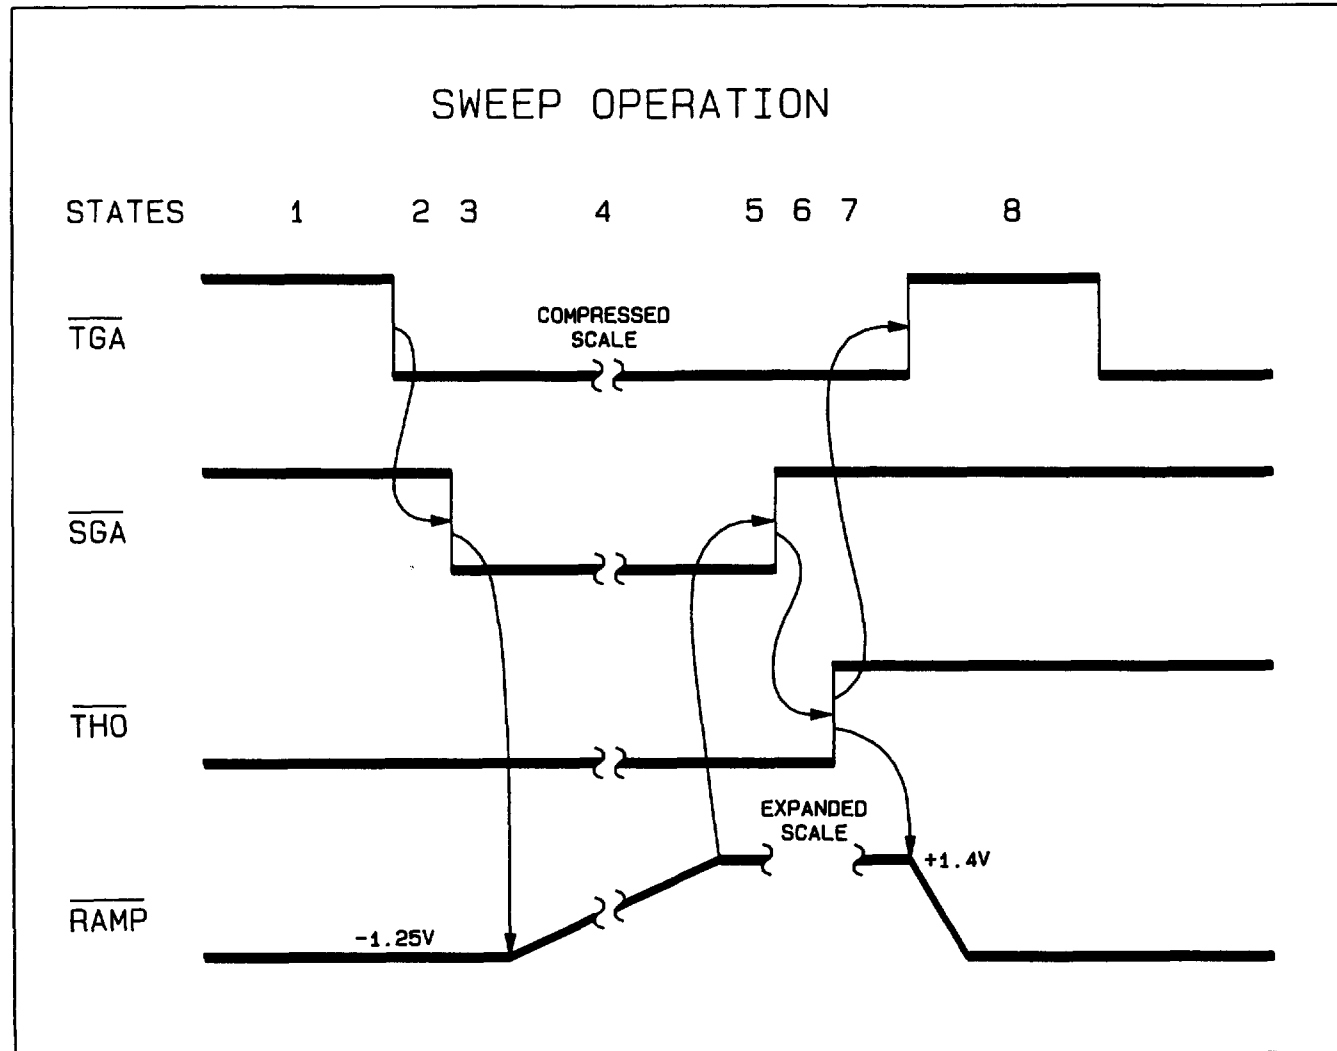 SWEEP OPERATION
STATES 1 2 3 4 5 6 7 8
TGA
COMPRESSED
SCALE
SGA
THO
EXPANDED
SCALE
+1.4V
RAMP
-1.25V